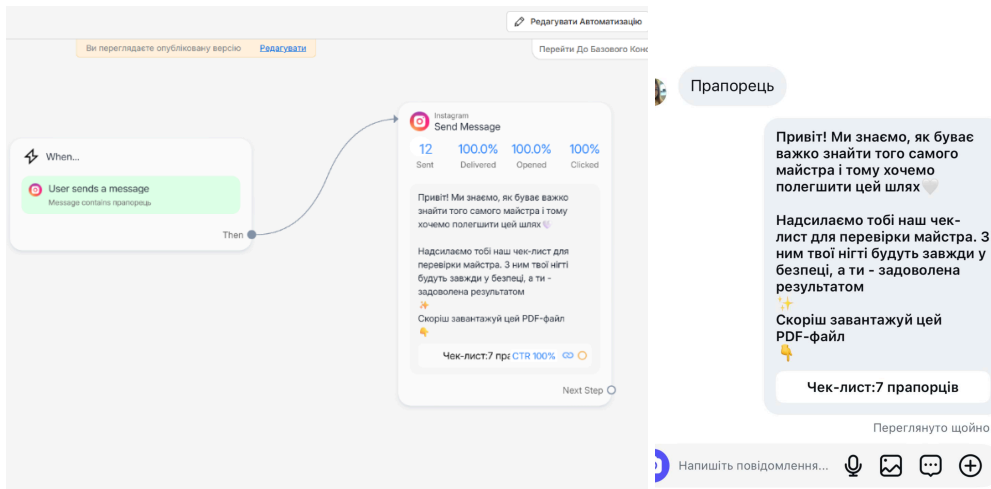 Редагувати Автоматизацію
Ви переглядаєте опубліковану версію Редагувати
Перейти До Базового
When...
User sends a message
Message contains прапорець
Then
Instagram
Send Message
12 100.0% 100.0% 100%
Sent Delivered Opened Clicked
Привіт! Ми знаємо, як буває важко
знайти того самого майстра і тому
хочемо полегшити цей шлях🤍
Надсилаємо тобі наш чек-лист для
перевірки майстра. З ним твої нігті
будуть завжди у безпеці, а ти -
задоволена результатом
✨
Скоріш завантажуй цей PDF-файл
👇
Чек-лист:7 пра CTR 100%
Next Step
Прапорець
Привіт! Ми знаємо, як буває
важко знайти того самого
майстра і тому хочемо
полегшити цей шлях🤍
Надсилаємо тобі наш чек-
лист для перевірки майстра. З
ним твої нігті будуть завжди у
безпеці, а ти - задоволена
результатом
✨
Скоріш завантажуй цей
PDF-файл
👇
Чек-лист:7 прапорців
Переглянуто щойно
Напишіть повідомлення...